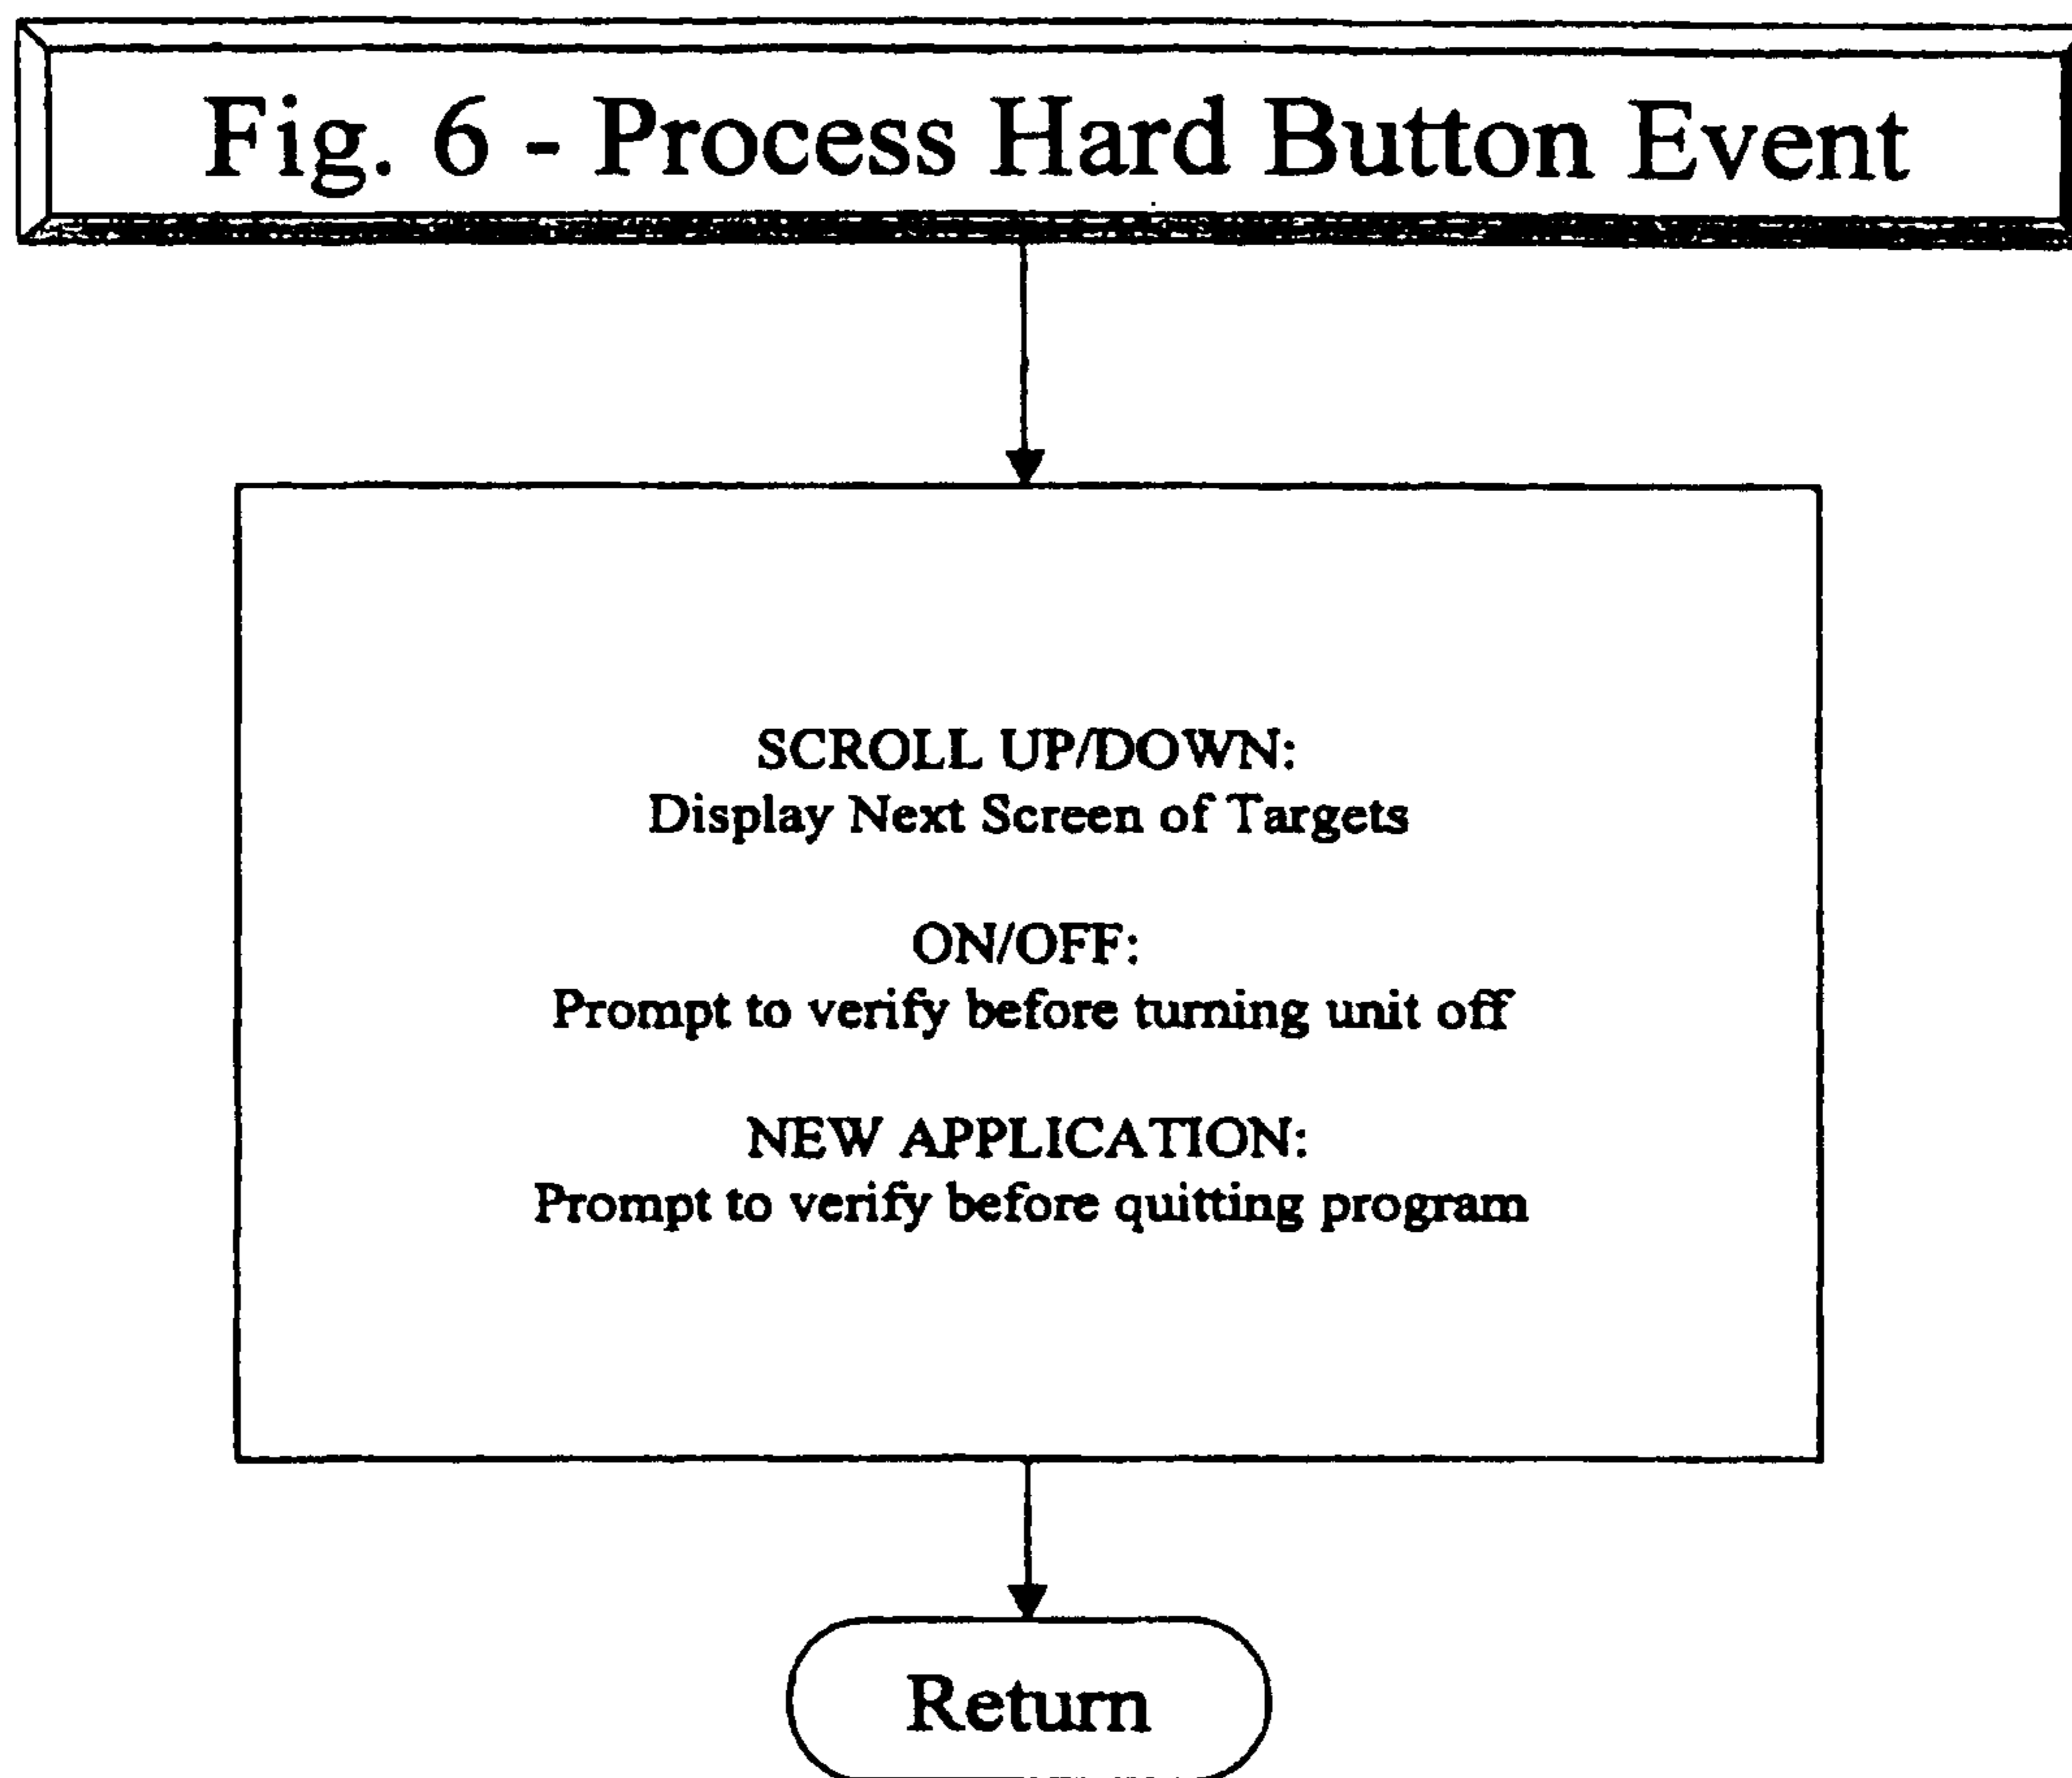 Fig. 6 - Process Hard Button Event
SCROLL UP/DOWN:
Display Next Screen of Targets
ON/OFF:
Prompt to verify before turning unit off
NEW APPLICATION:
Prompt to verify before quitting program
Return